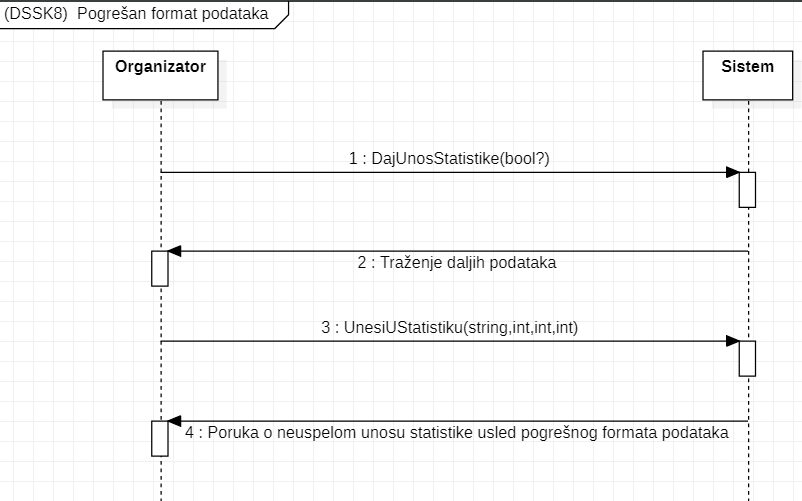 (DSSK8) Pogrešan format podataka
Organizator
Sistem
1 : DajUnosStatistike(bool?)
2 : Traženje daljih podataka
3 : UnesiUStatistiku(string,int,int,int)
4 : Poruka o neuspelom unosu statistike usled pogrešnog formata podataka